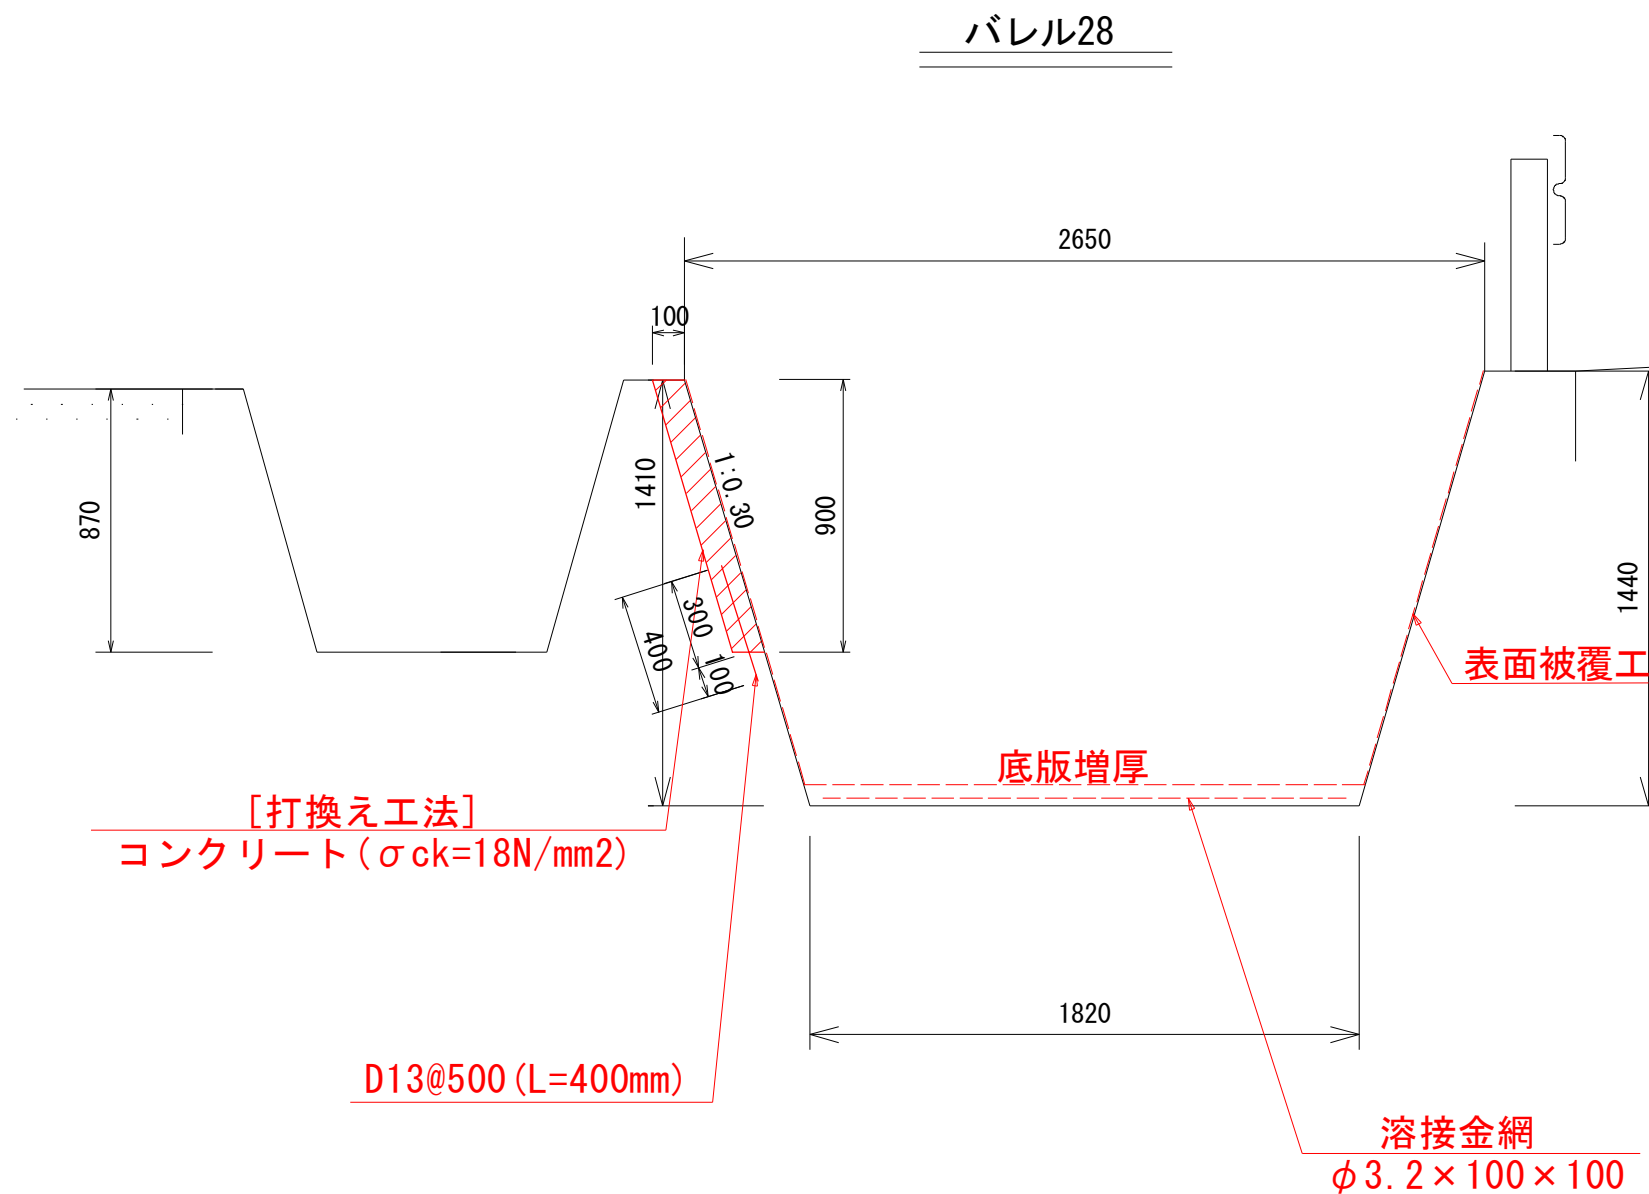 バレル28
2650
100
1:0.30
1410
900
870
300
400
100
1440
表面被覆工
底版増厚
[打換え工法]
コンクリート(σck=18N/mm2)
1820
D13@500(L=400mm)
溶接金網
φ3.2×100×100